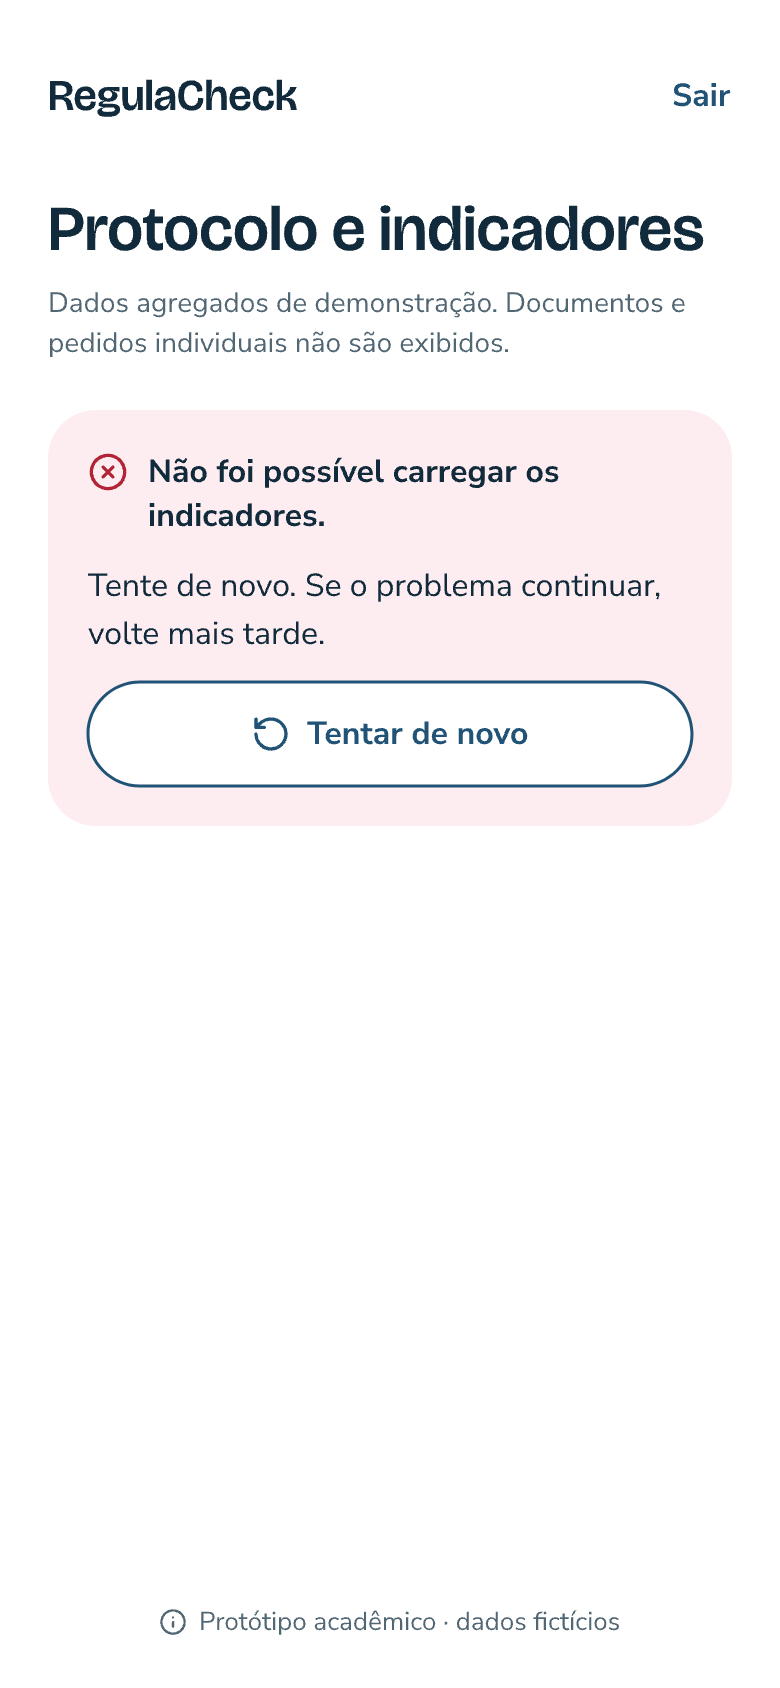 RegulaCheck
Sair
Protocolo e indicadores
Dados agregados de demonstração. Documentos e
pedidos individuais não são exibidos.
Não foi possível carregar os
indicadores.
Tente de novo. Se o problema continuar,
volte mais tarde.
Tentar de novo
Protótipo acadêmico · dados fictícios